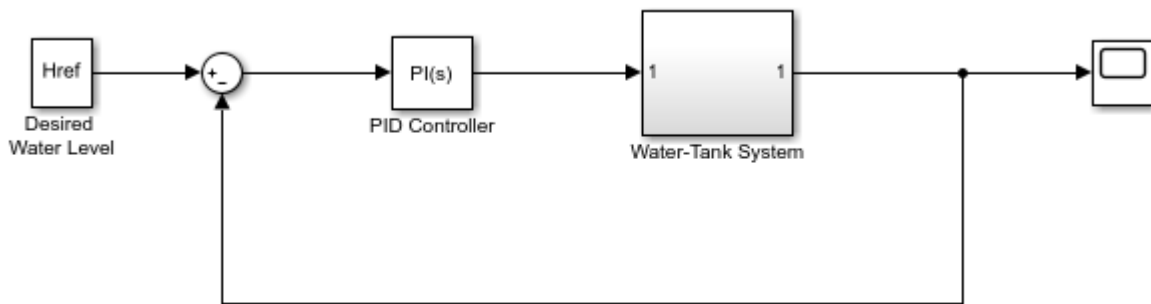 Href
+
−
PI(s)
1
1
Desired
Water Level
PID Controller
Water-Tank System